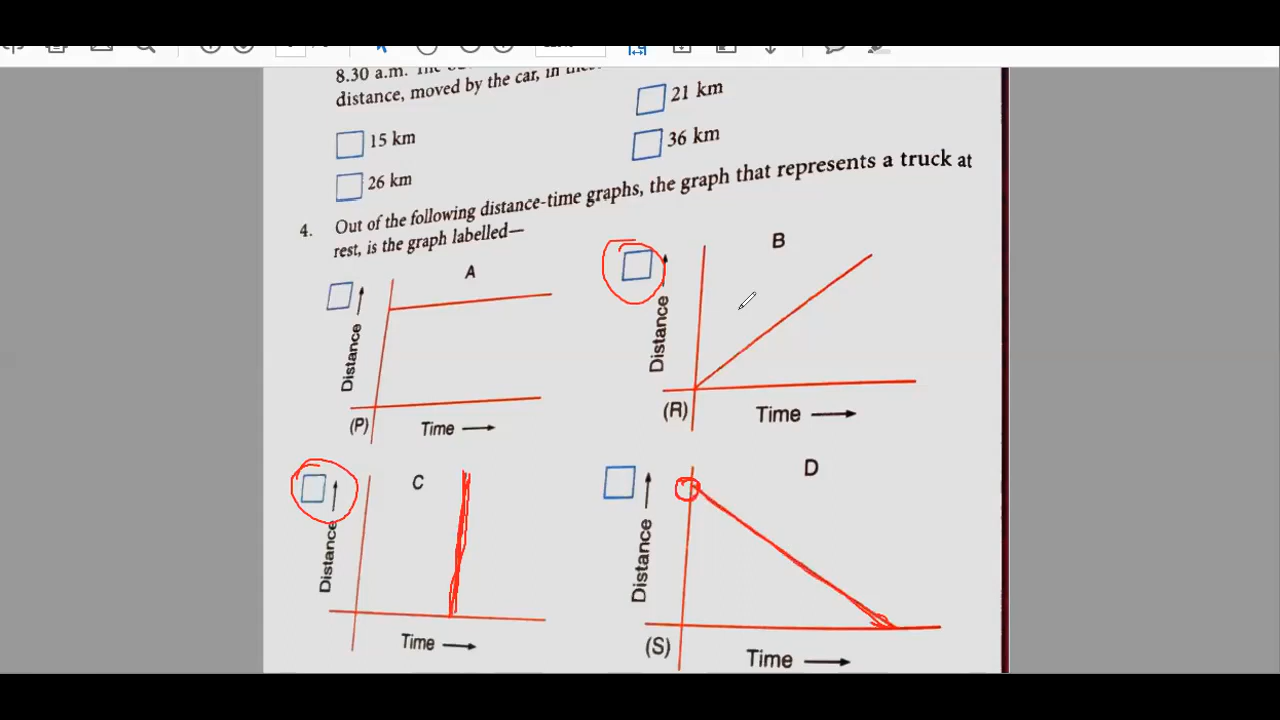 8.30 a.m. The
distance, moved by the car, in these
15 km
21 km
26 km
36 km
4. Out of the following distance-time graphs, the graph that represents a truck at
rest, is the graph labelled—
A
Distance
(P)
Time
B
Distance
(R)
Time
C
Distance
Time
D
Distance
(S)
Time